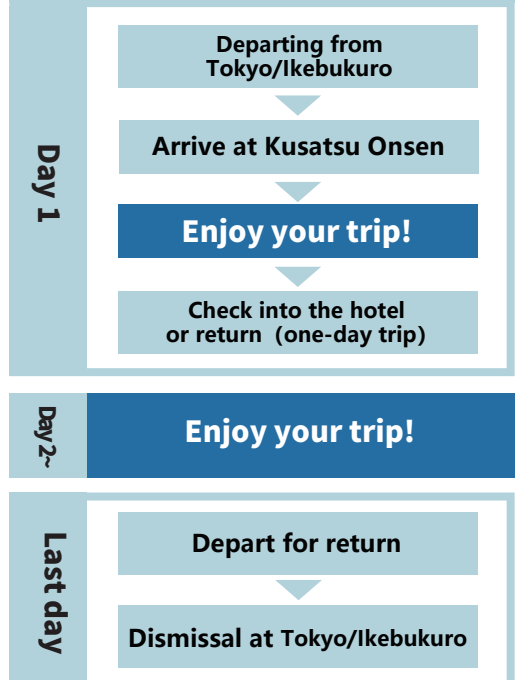 Day 1
Departing from
Tokyo/Ikebukuro
Arrive at Kusatsu Onsen
Enjoy your trip!
Check into the hotel
or return (one-day trip)
Day 2~
Enjoy your trip!
Last day
Depart for return
Dismissal at Tokyo/Ikebukuro